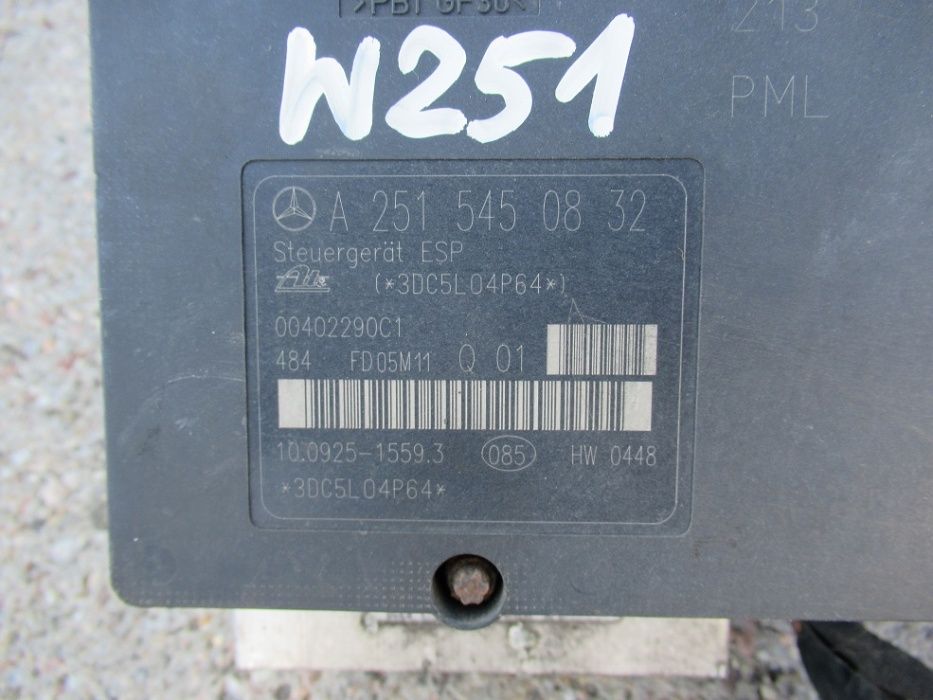 >PBT GF30<
213
PML
W251
A 251 545 08 32
Steuergerät ESP
Ate (*3DC5L04P64*)
00402290C1
484 FD05M11 Q 01
10.0925-1559.3 085 HW 0448
*3DC5L04P64*